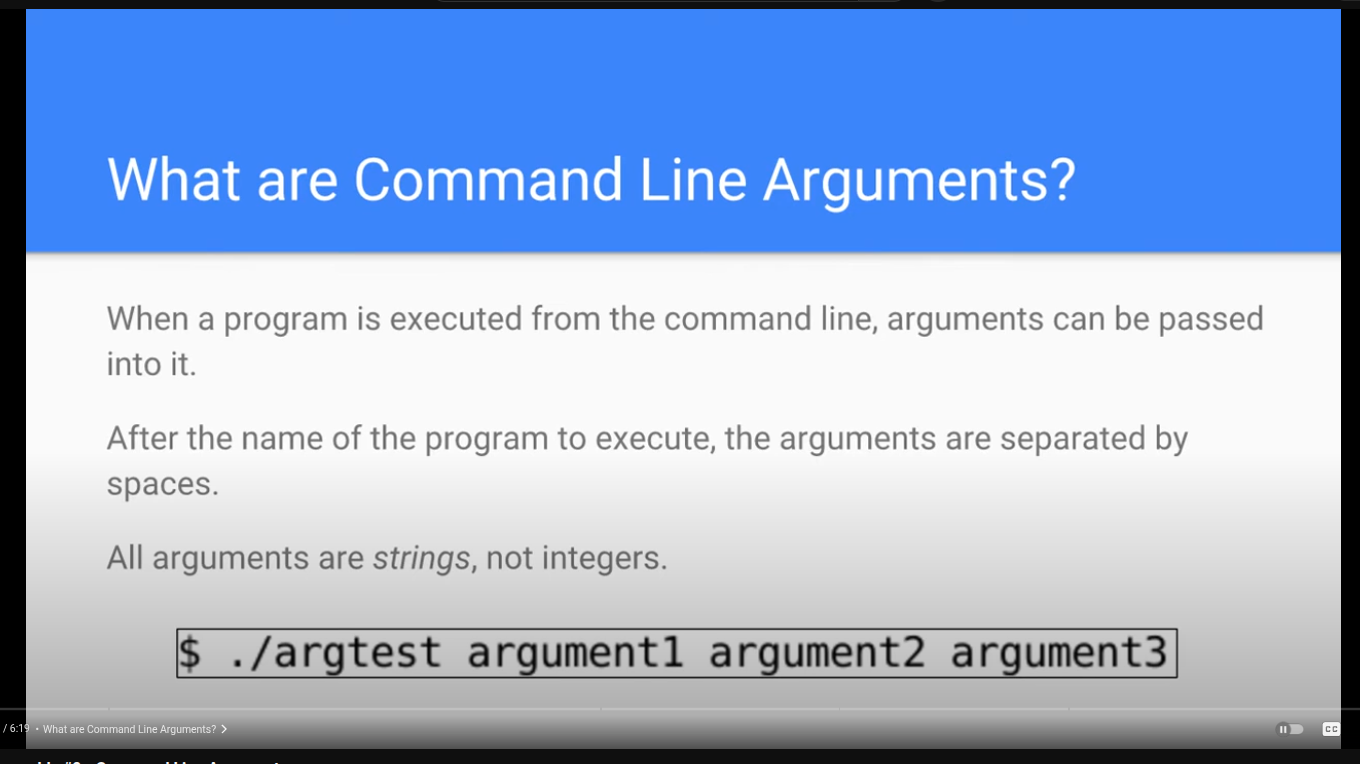 What are Command Line Arguments?
When a program is executed from the command line, arguments can be passed
into it.
After the name of the program to execute, the arguments are separated by
spaces.
All arguments are strings, not integers.
$ ./argtest argument1 argument2 argument3
/ 6:19 • What are Command Line Arguments?
CC